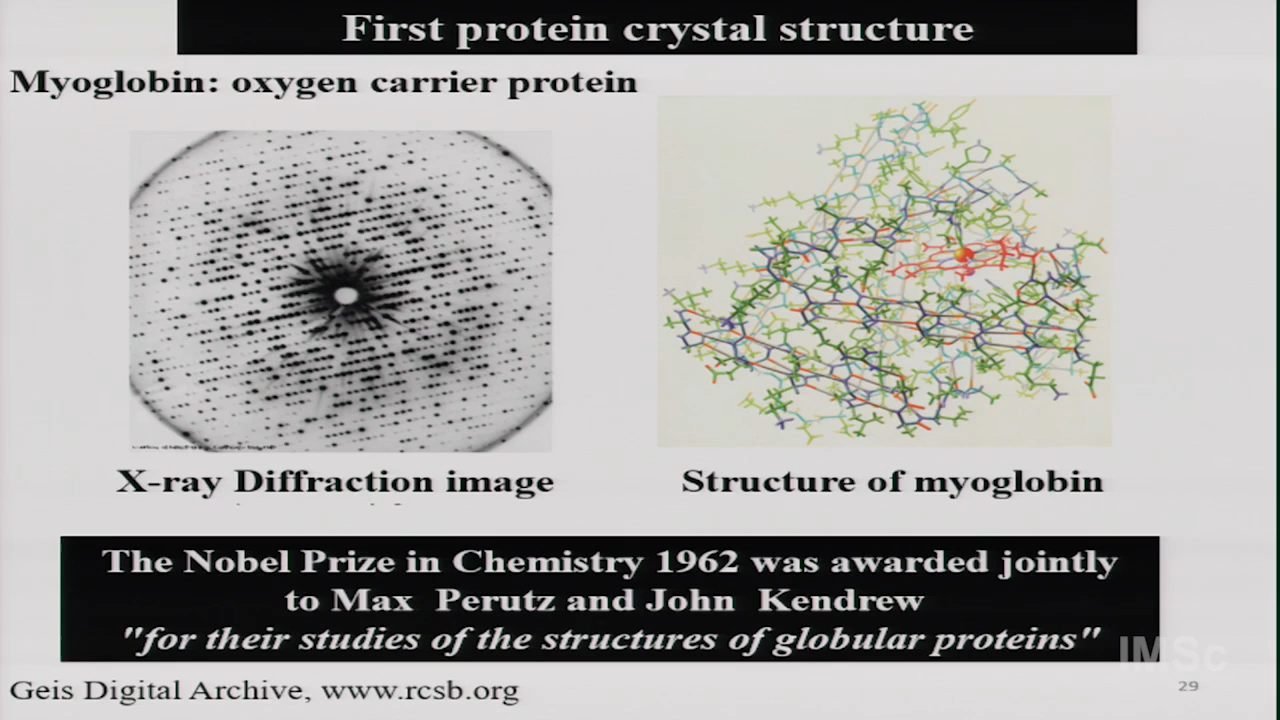 First protein crystal structure
Myoglobin: oxygen carrier protein
X-ray Diffraction image
Structure of myoglobin
The Nobel Prize in Chemistry 1962 was awarded jointly
to Max Perutz and John Kendrew
"for their studies of the structures of globular proteins"
IMSc
Geis Digital Archive, www.rcsb.org
29